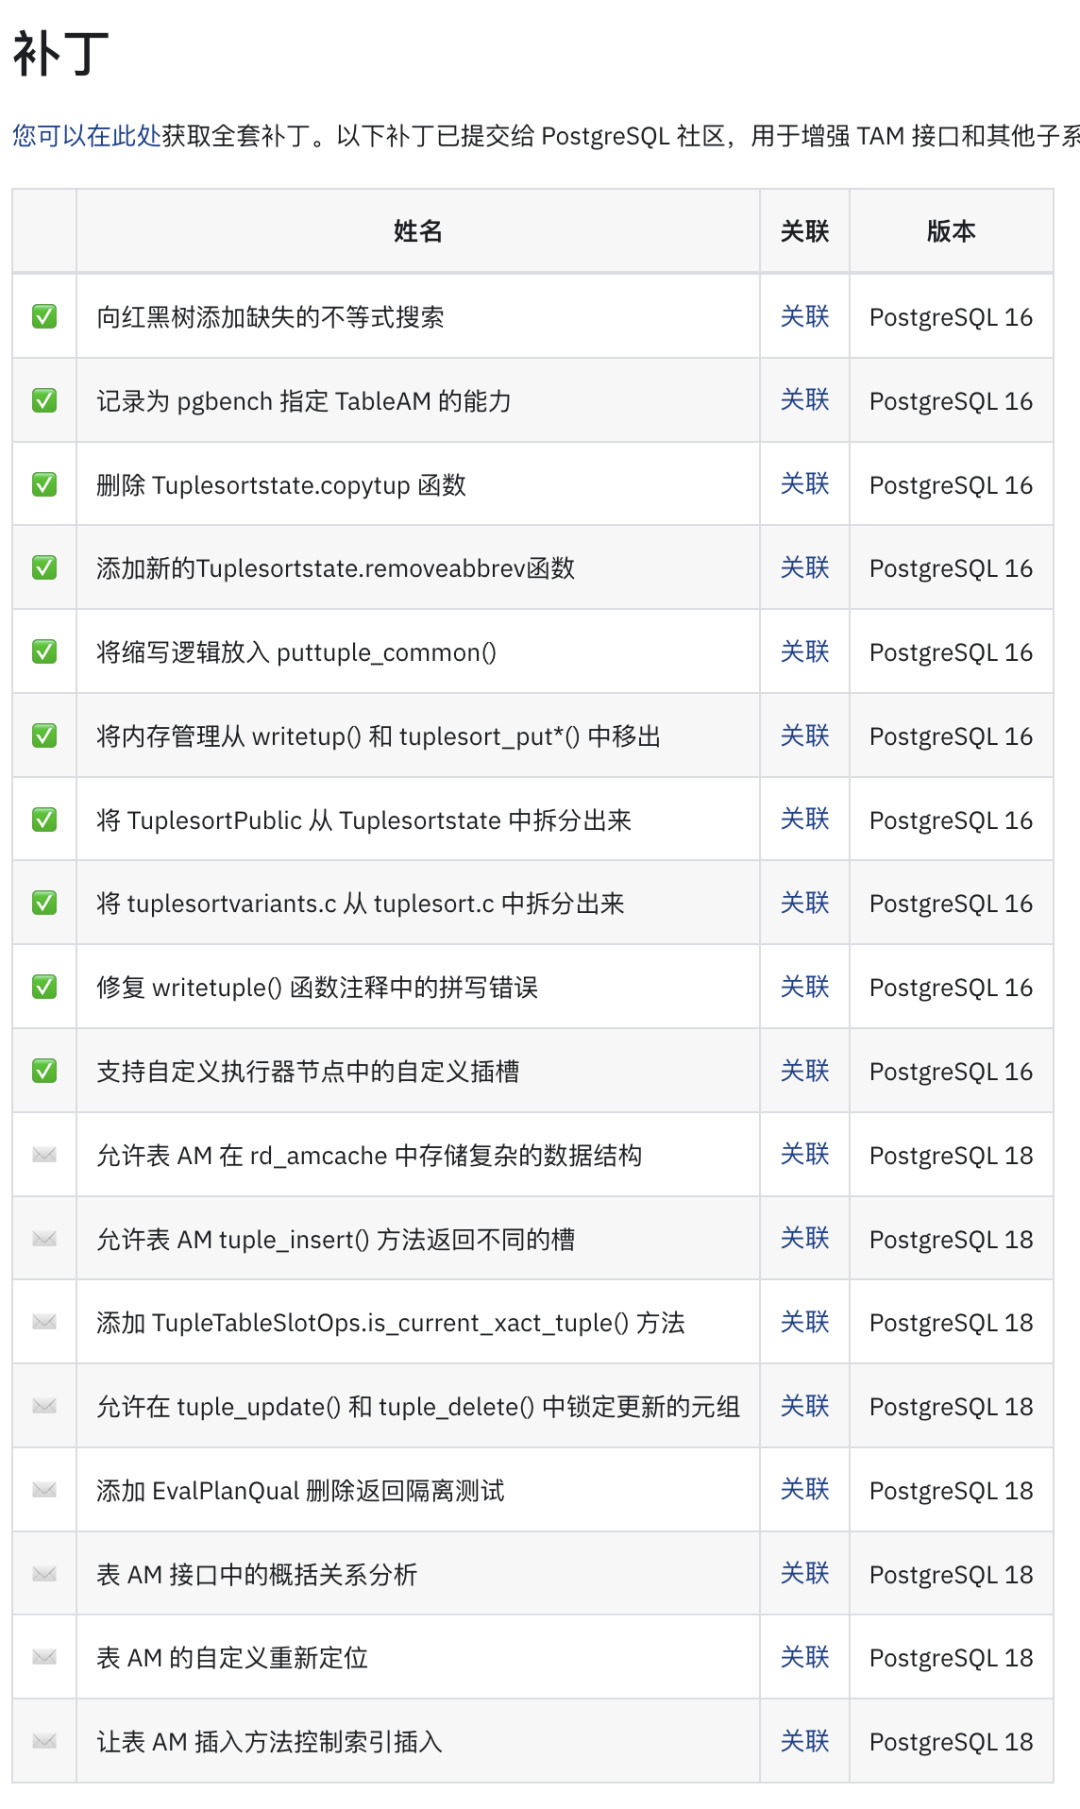 补丁
您可以在此处获取全套补丁。以下补丁已提交给 PostgreSQL 社区，用于增强 TAM 接口和其他子系
姓名 关联 版本
✅ 向红黑树添加缺失的不等式搜索 关联 PostgreSQL 16
✅ 记录为 pgbench 指定 TableAM 的能力 关联 PostgreSQL 16
✅ 删除 Tuplesortstate.copytup 函数 关联 PostgreSQL 16
✅ 添加新的Tuplesortstate.removeabbrev函数 关联 PostgreSQL 16
✅ 将缩写逻辑放入 puttuple_common() 关联 PostgreSQL 16
✅ 将内存管理从 writetup() 和 tuplesort_put*() 中移出 关联 PostgreSQL 16
✅ 将 TuplesortPublic 从 Tuplesortstate 中拆分出来 关联 PostgreSQL 16
✅ 将 tuplesortvariants.c 从 tuplesort.c 中拆分出来 关联 PostgreSQL 16
✅ 修复 writetuple() 函数注释中的拼写错误 关联 PostgreSQL 16
✅ 支持自定义执行器节点中的自定义插槽 关联 PostgreSQL 16
✉ 允许表 AM 在 rd_amcache 中存储复杂的数据结构 关联 PostgreSQL 18
✉ 允许表 AM tuple_insert() 方法返回不同的槽 关联 PostgreSQL 18
✉ 添加 TupleTableSlotOps.is_current_xact_tuple() 方法 关联 PostgreSQL 18
✉ 允许在 tuple_update() 和 tuple_delete() 中锁定更新的元组 关联 PostgreSQL 18
✉ 添加 EvalPlanQual 删除返回隔离测试 关联 PostgreSQL 18
✉ 表 AM 接口中的概括关系分析 关联 PostgreSQL 18
✉ 表 AM 的自定义重新定位 关联 PostgreSQL 18
✉ 让表 AM 插入方法控制索引插入 关联 PostgreSQL 18